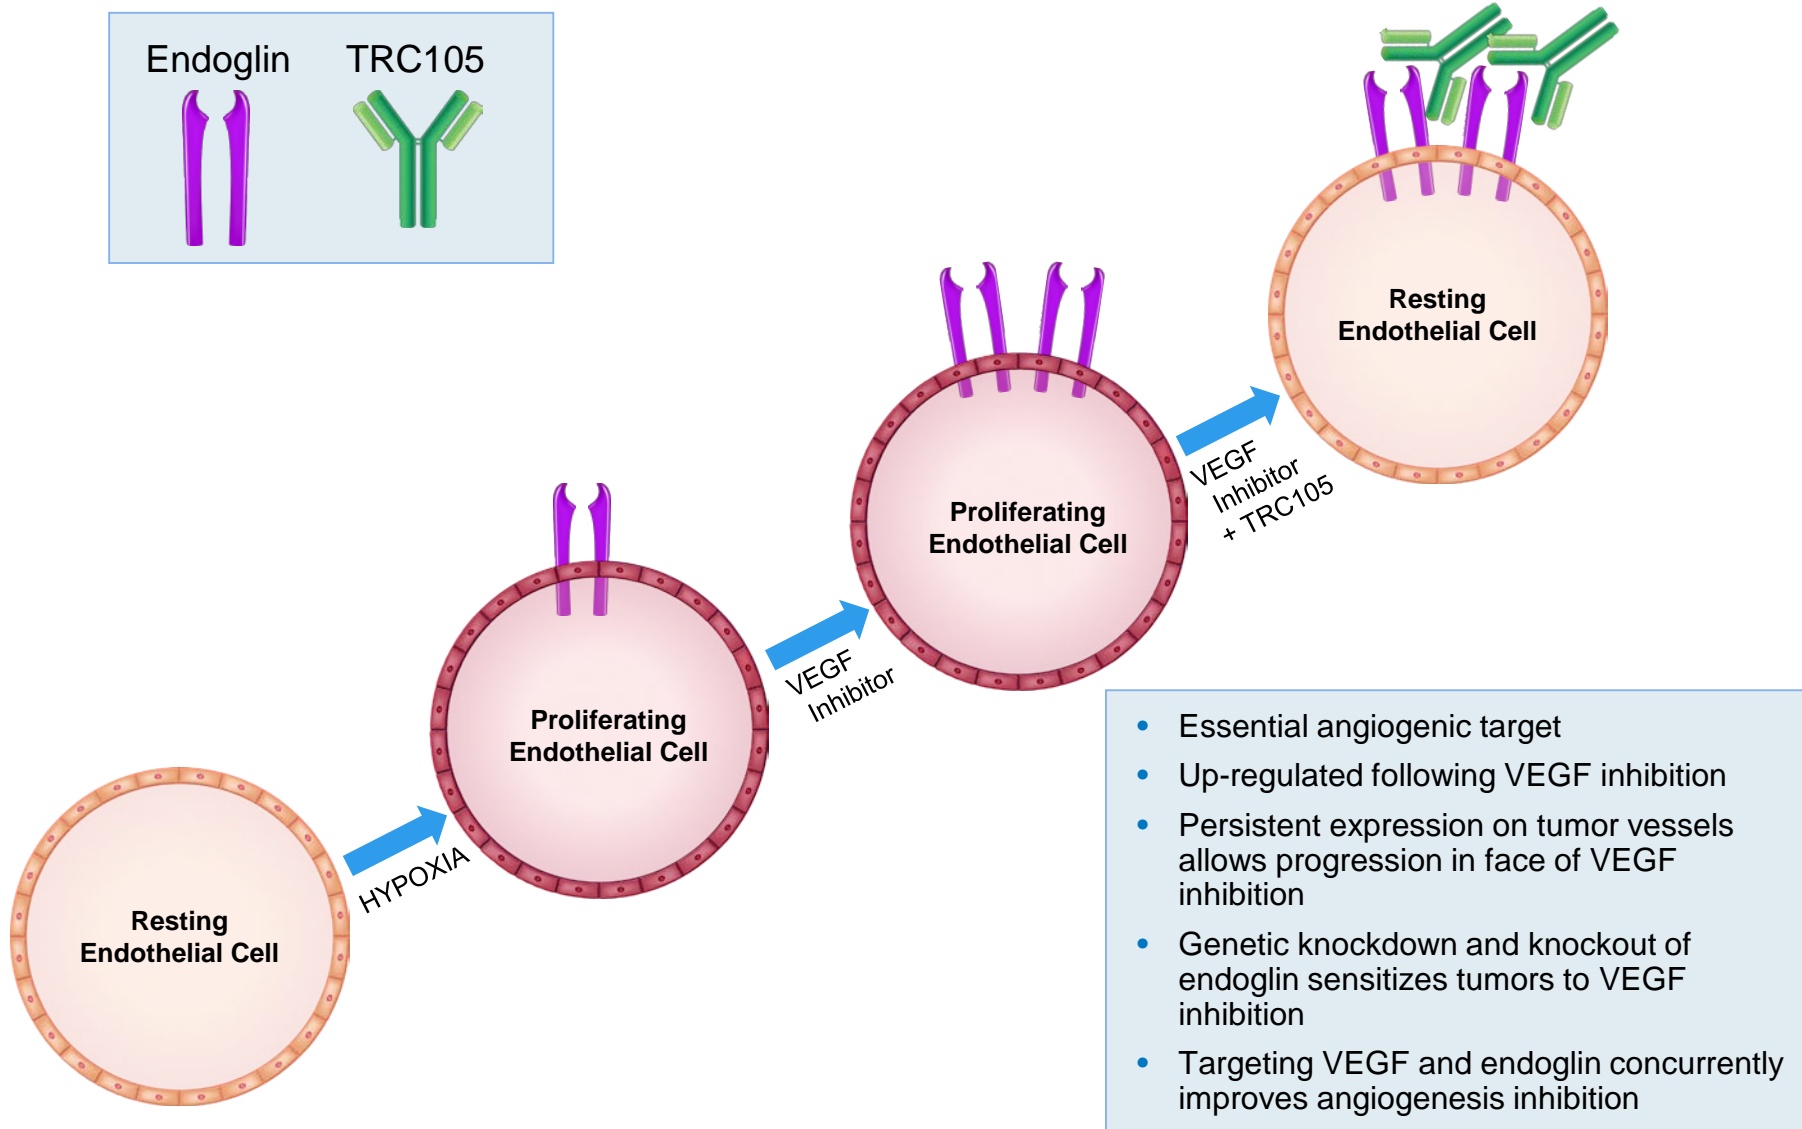 Endoglin
TRC105
Resting
Endothelial Cell
HYPOXIA
Proliferating
Endothelial Cell
VEGF
Inhibitor
Proliferating
Endothelial Cell
VEGF
Inhibitor
+ TRC105
Resting
Endothelial Cell
• Essential angiogenic target
• Up-regulated following VEGF inhibition
• Persistent expression on tumor vessels
allows progression in face of VEGF
inhibition
• Genetic knockdown and knockout of
endoglin sensitizes tumors to VEGF
inhibition
• Targeting VEGF and endoglin concurrently
improves angiogenesis inhibition